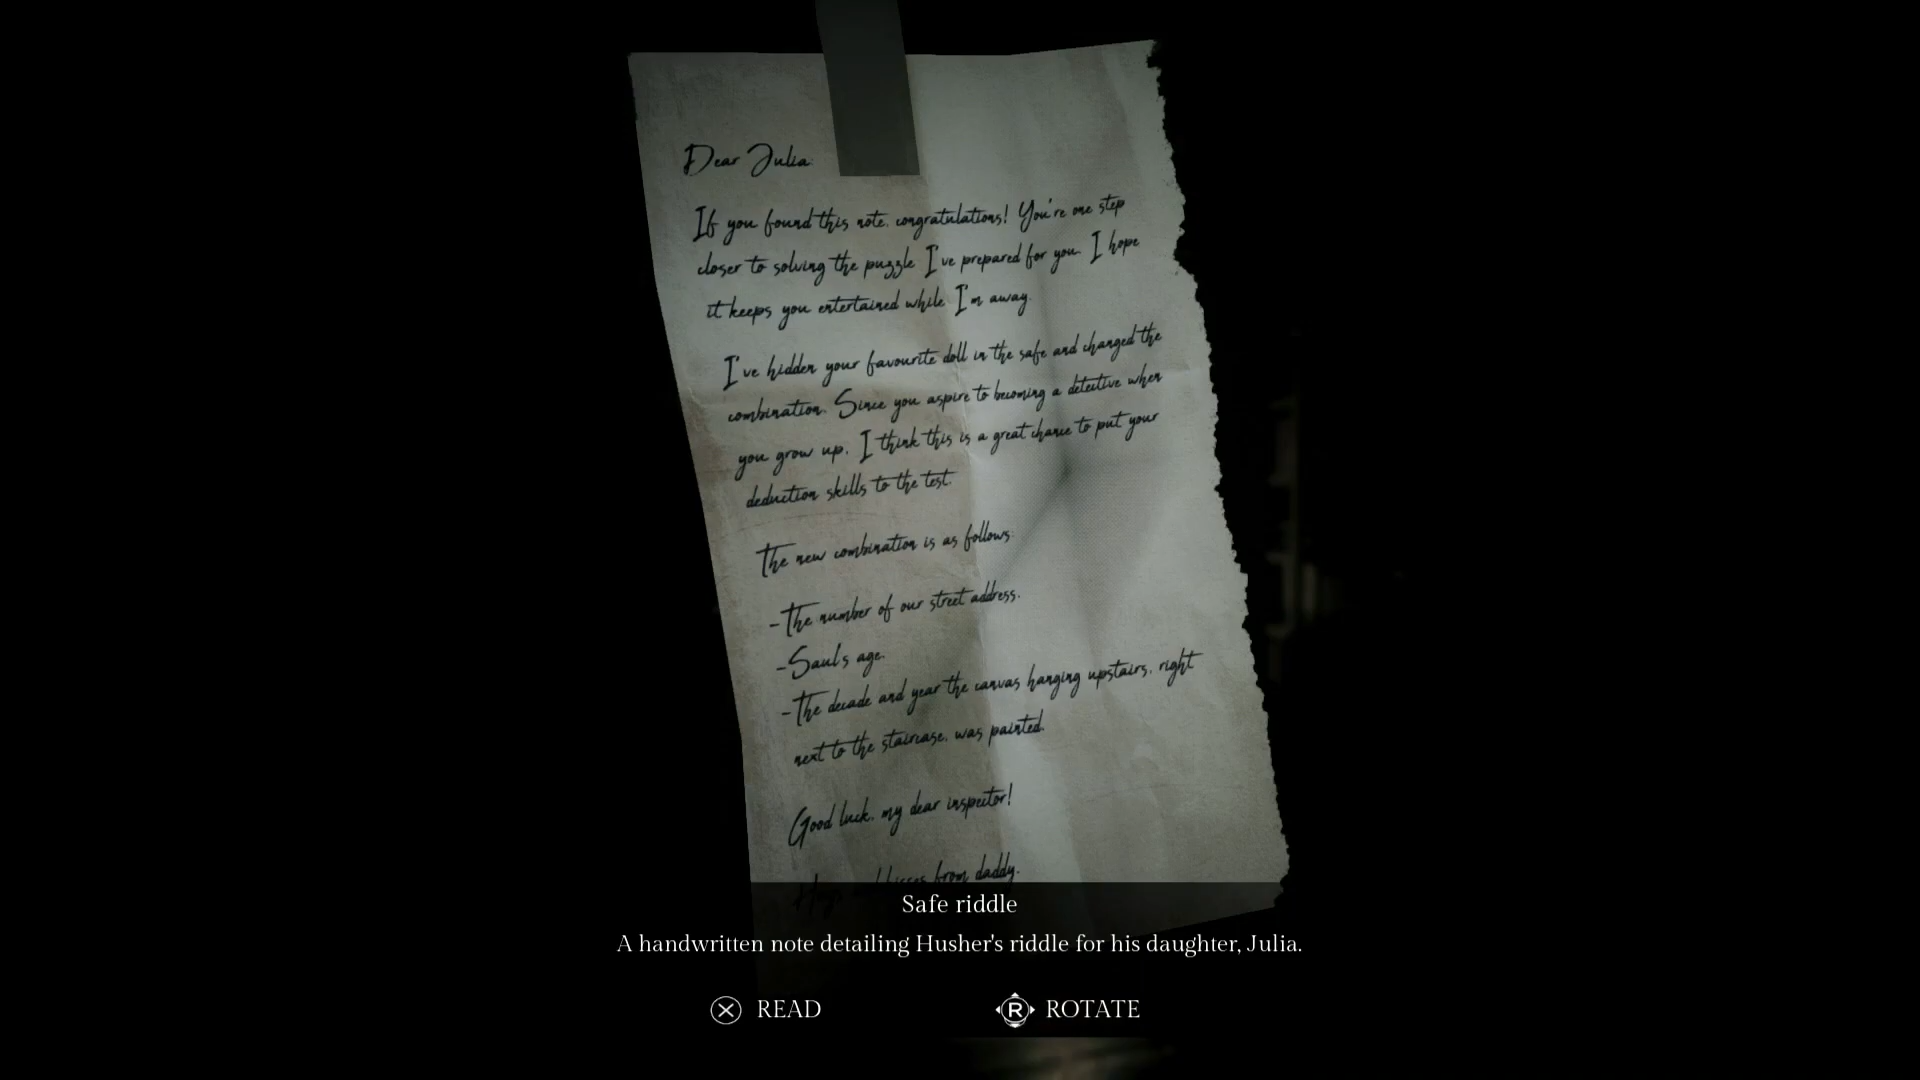 Dear Julia:
If you found this note, congratulations! You're one step
closer to solving the puzzle I've prepared for you. I hope
it keeps you entertained while I'm away.
I've hidden your favourite doll in the safe and changed the
combination. Since you aspire to becoming a detective when
you grow up, I think this is a great chance to put your
deduction skills to the test.
The new combination is as follows:
-The number of our street address.
-Saul's age.
-The decade and year the canvas hanging upstairs, right
next to the staircase, was painted.
Good luck, my dear inspector!
Hugs and kisses from daddy.
Safe riddle
A handwritten note detailing Husher's riddle for his daughter, Julia.
READ
R ROTATE